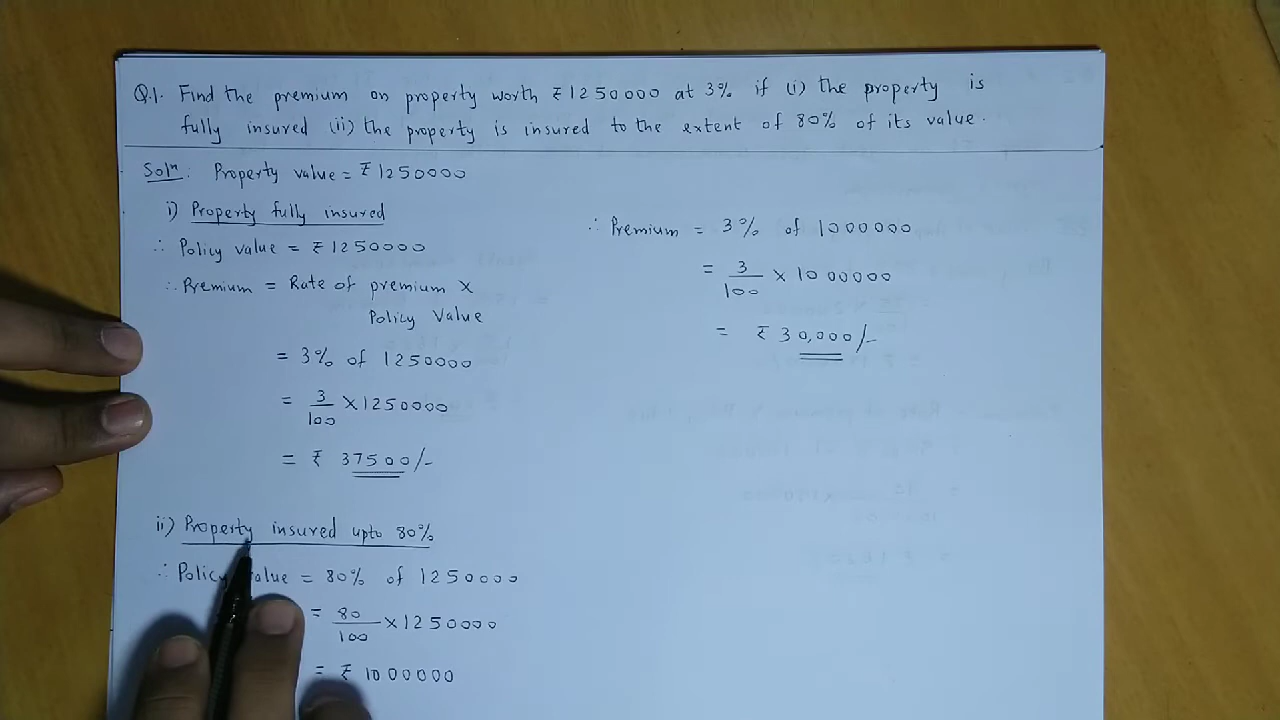 Q.1. Find the premium on property worth ₹1250000 at 3% if (i) the property is
fully insured (ii) the property is insured to the extent of 80% of its value.
Solⁿ: Property value = ₹1250000
i) Property fully insured
∴ Policy value = ₹1250000
∴ Premium = Rate of premium ×
Policy Value
= 3% of 1250000
= 3/100 × 1250000
= ₹ 37500/-
ii) Property insured upto 80%
∴ Policy value = 80% of 1250000
= 80/100 × 1250000
= ₹ 1000000
∴ Premium = 3% of 1000000
= 3/100 × 1000000
= ₹ 30,000/-